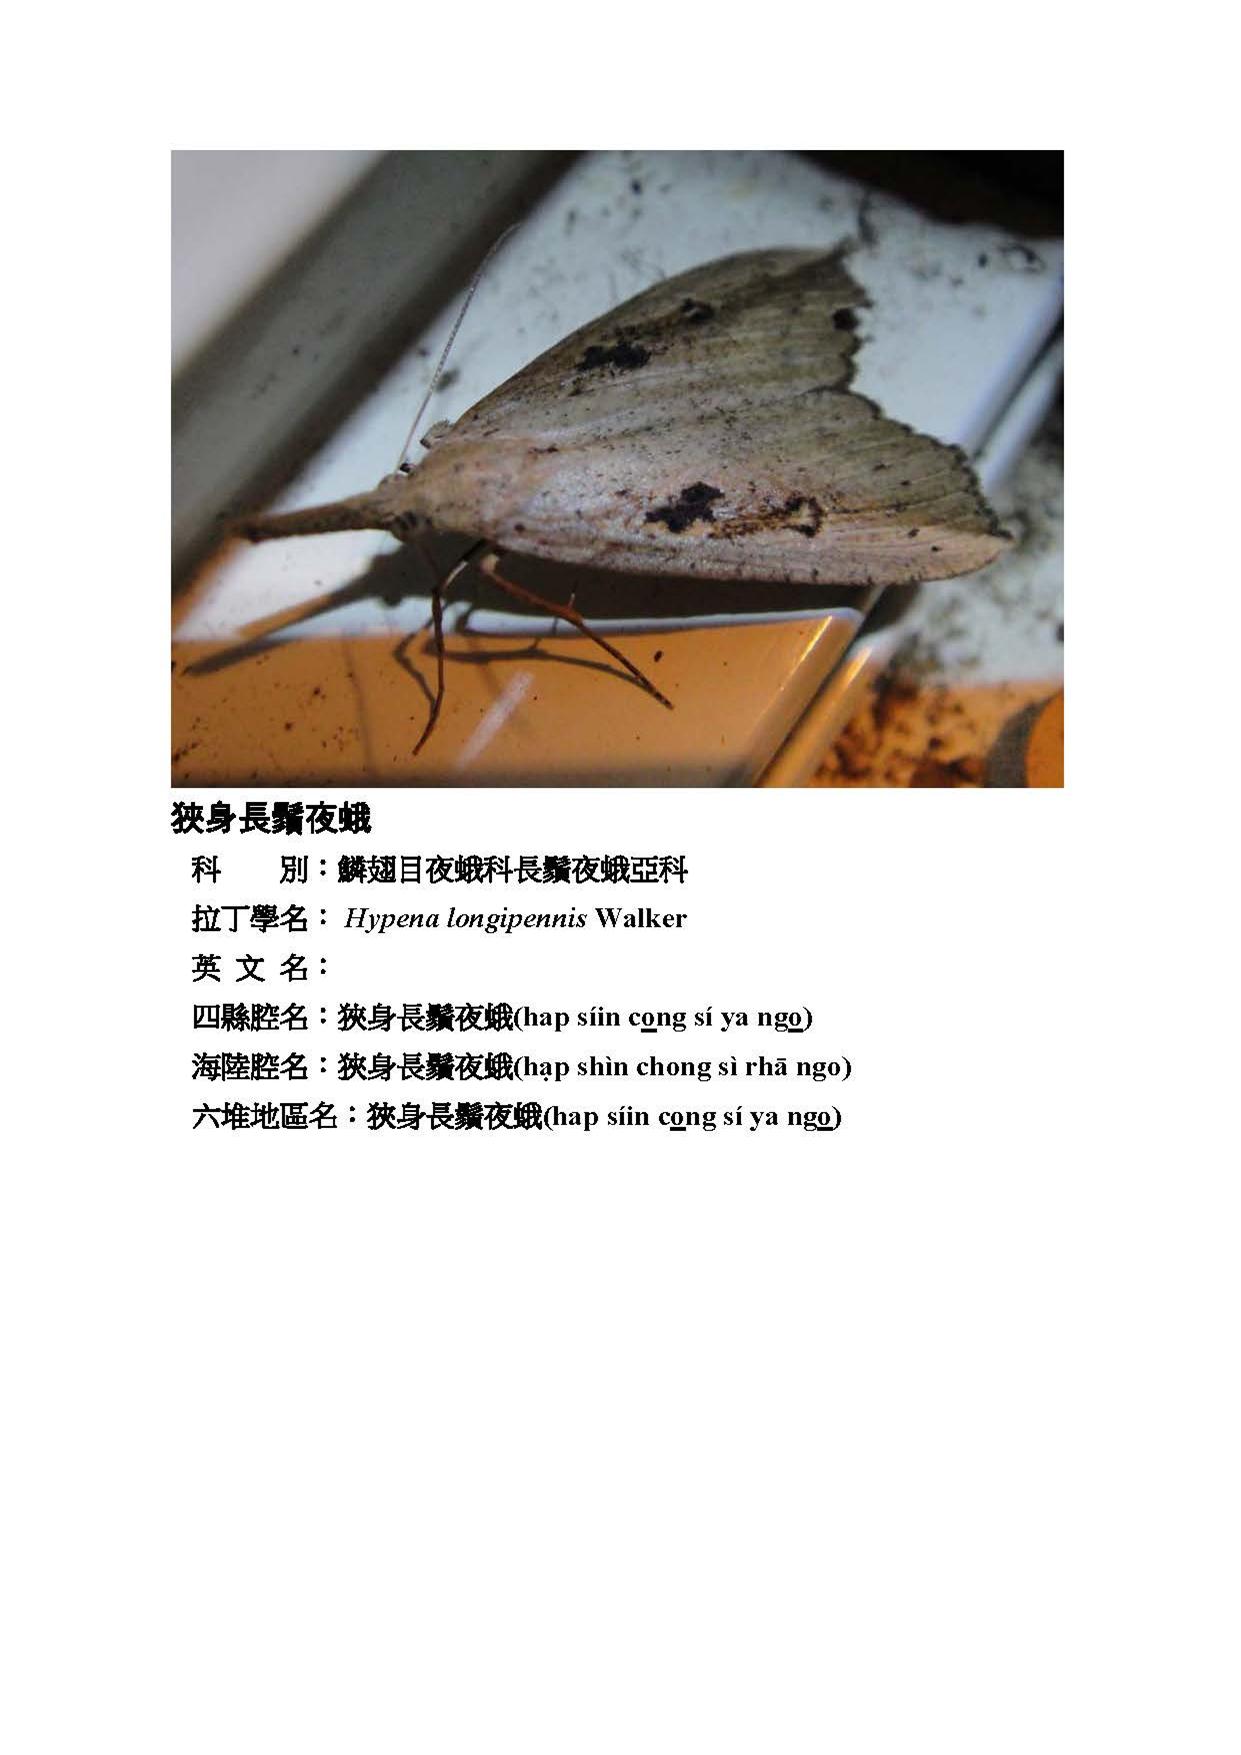 狹身長鬚夜蛾
科　　別：鱗翅目夜蛾科長鬚夜蛾亞科
拉丁學名： Hypena longipennis Walker
英 文 名：
四縣腔名：狹身長鬚夜蛾(hap síin co̲ng sí ya ngo̲)
海陸腔名：狹身長鬚夜蛾(hạp shìn chong sì rhā ngo)
六堆地區名：狹身長鬚夜蛾(hap síin co̲ng sí ya ngo̲)